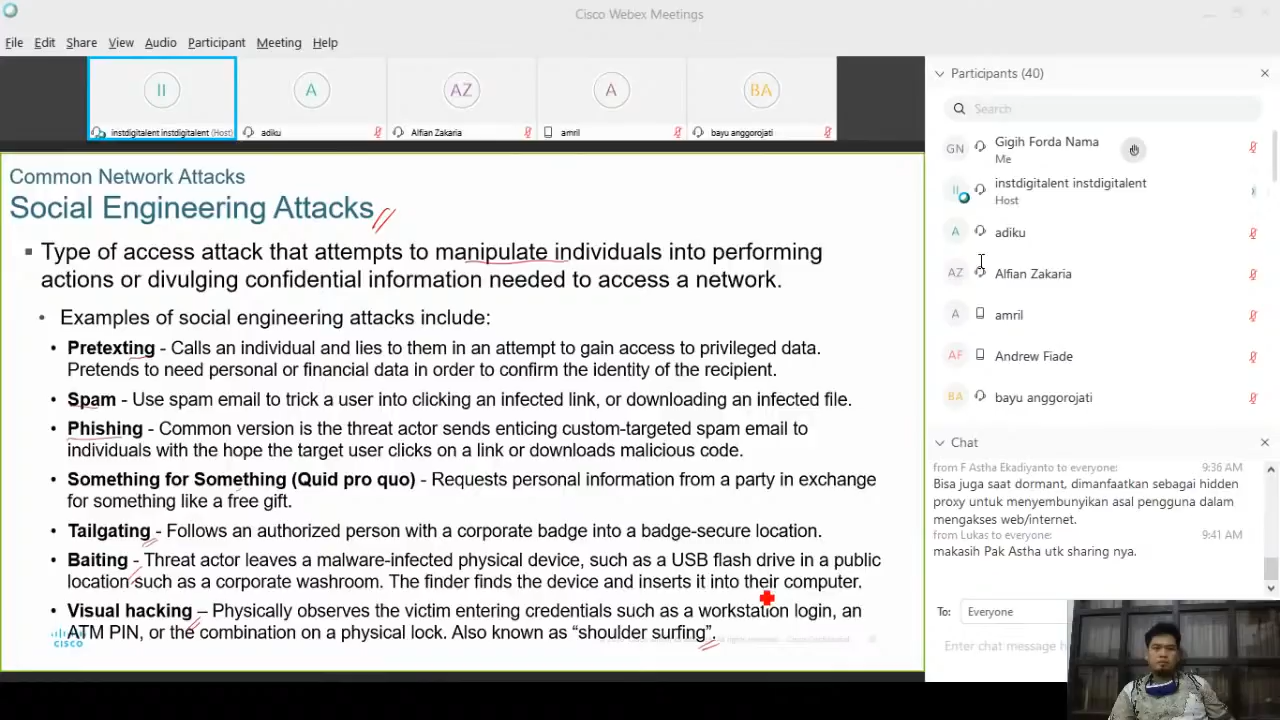 Cisco Webex Meetings
File Edit Share View Audio Participant Meeting Help
II A AZ A BA
instdigitalent instdigitalent (Host) adiku Alfian Zakaria amril bayu anggorojati
Common Network Attacks
Social Engineering Attacks
▪ Type of access attack that attempts to manipulate individuals into performing
actions or divulging confidential information needed to access a network.
• Examples of social engineering attacks include:
• Pretexting - Calls an individual and lies to them in an attempt to gain access to privileged data.
Pretends to need personal or financial data in order to confirm the identity of the recipient.
• Spam - Use spam email to trick a user into clicking an infected link, or downloading an infected file.
• Phishing - Common version is the threat actor sends enticing custom-targeted spam email to
individuals with the hope the target user clicks on a link or downloads malicious code.
• Something for Something (Quid pro quo) - Requests personal information from a party in exchange
for something like a free gift.
• Tailgating - Follows an authorized person with a corporate badge into a badge-secure location.
• Baiting - Threat actor leaves a malware-infected physical device, such as a USB flash drive in a public
location such as a corporate washroom. The finder finds the device and inserts it into their computer.
• Visual hacking – Physically observes the victim entering credentials such as a workstation login, an
ATM PIN, or the combination on a physical lock. Also known as “shoulder surfing”.
CISCO
Participants (40)
Search
GN Gigih Forda Nama
Me
II instdigitalent instdigitalent
Host
A adiku
AZ Alfian Zakaria
A amril
AF Andrew Fiade
BA bayu anggorojati
Chat
from F Astha Ekadiyanto to everyone: 9:36 AM
Bisa juga saat dormant, dimanfaatkan sebagai hidden
proxy untuk menyembunyikan asal pengguna dalam
mengakses web/internet.
from Lukas to everyone: 9:41 AM
makasih Pak Astha utk sharing nya.
To: Everyone
Enter chat message h